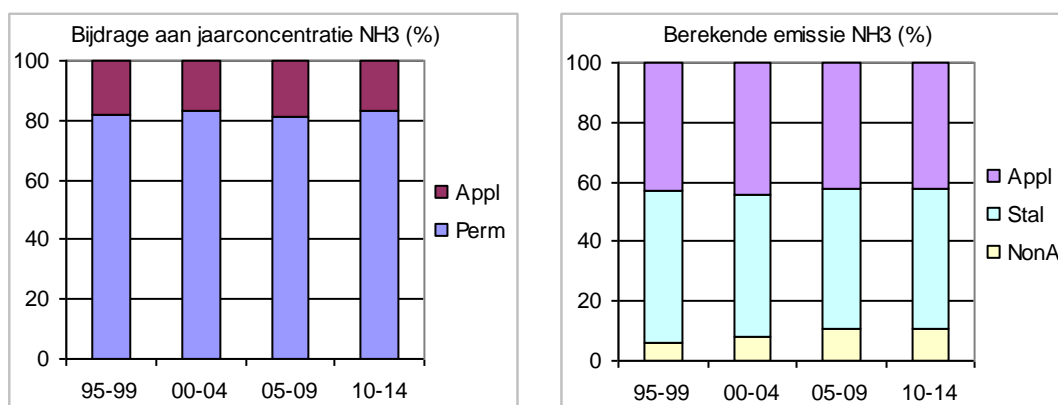 Bijdrage aan jaarconcentratie NH3 (%)
100
80
60
40
20
0
95-99 00-04 05-09 10-14
Appl
Perm
Berekende emissie NH3 (%)
100
80
60
40
20
0
95-99 00-04 05-09 10-14
Appl
Stal
NonA